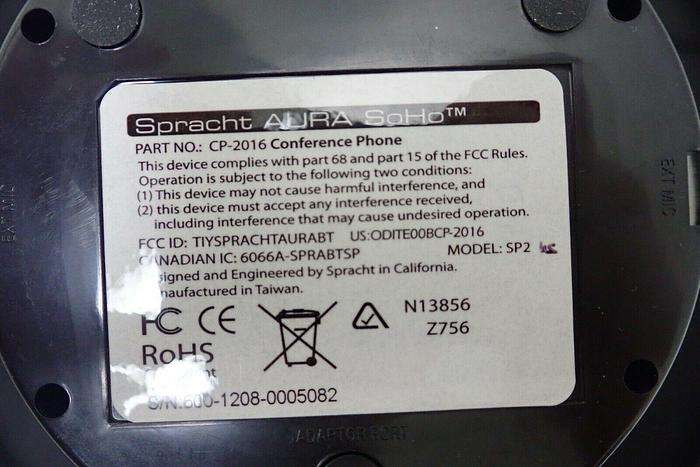 Spracht AURA SoHo™
PART NO.: CP-2016 Conference Phone
This device complies with part 68 and part 15 of the FCC Rules.
Operation is subject to the following two conditions:
(1) This device may not cause harmful interference, and
(2) this device must accept any interference received,
including interference that may cause undesired operation.
FCC ID: TIYSPRACHTAURABT US:ODITE00BCP-2016
CANADIAN IC: 6066A-SPRABTSP MODEL: SP2
signed and Engineered by Spracht in California.
anufactured in Taiwan.
FC CE N13856
Z756
RoHS
S/N:600-1208-0005082
EXT MIC
EXT MIC
ADAPTOR PORT